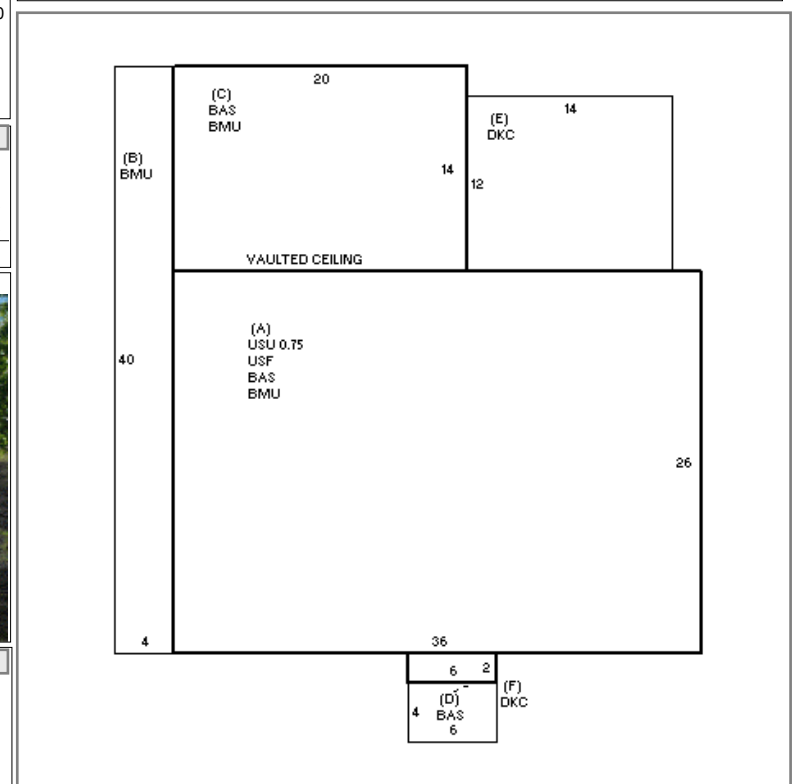 20
(C)
BAS
BMU
14
(E)
DKC
(B)
BMU
14
12
VAULTED CEILING
(A)
USU 0.75
USF
BAS
BMU
40
26
4
36
6
2
(F)
DKC
(D)
BAS
4
6